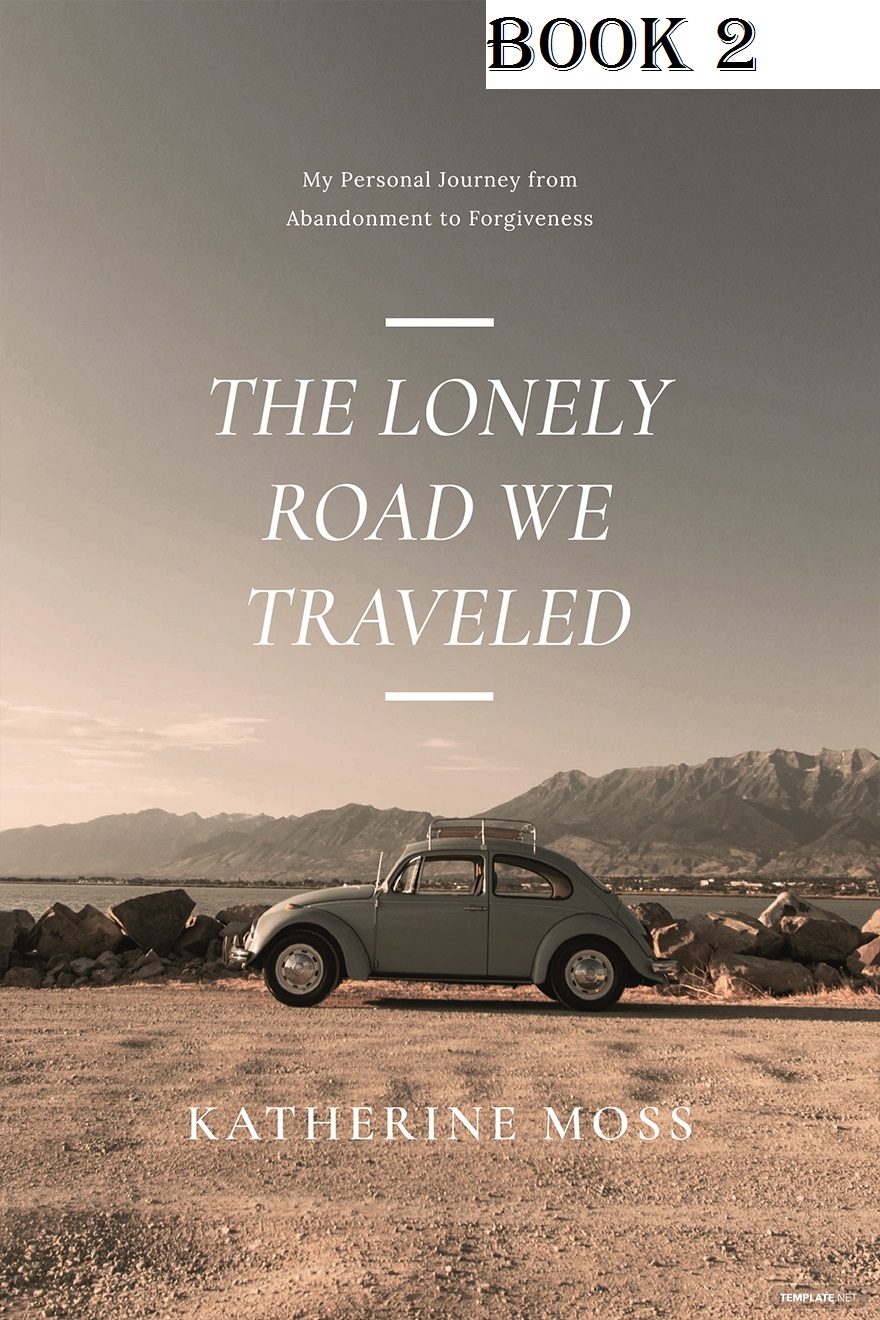 BOOK 2
My Personal Journey from
Abandonment to Forgiveness
THE LONELY
ROAD WE
TRAVELED
KATHERINE MOSS
TEMPLATE.NET